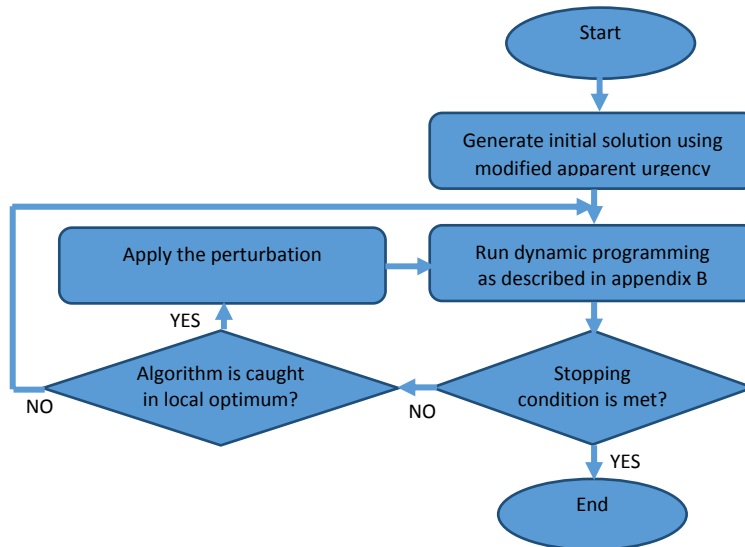 Start
Generate initial solution using
modified apparent urgency
Apply the perturbation
Run dynamic programming
as described in appendix B
YES
Algorithm is caught
in local optimum?
Stopping
condition is met?
NO
NO
YES
End